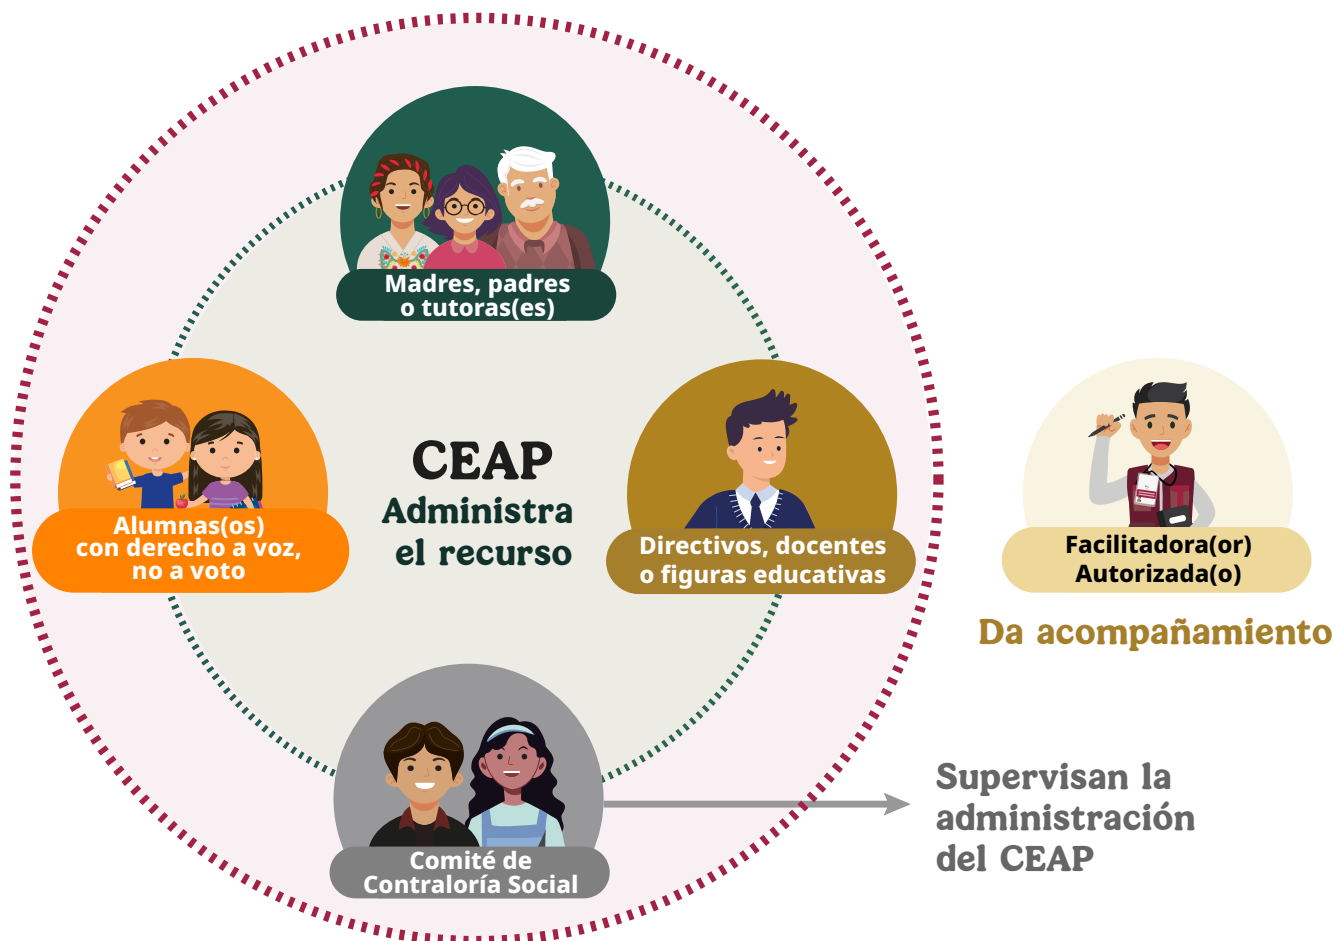 Madres, padres
o tutoras(es)
CEAP
Administra
el recurso
Alumnas(os)
con derecho a voz,
no a voto
Directivos, docentes
o figuras educativas
Facilitadora(or)
Autorizada(o)
Da acompañamiento
Comité de
Contraloría Social
Supervisan la
administración
del CEAP